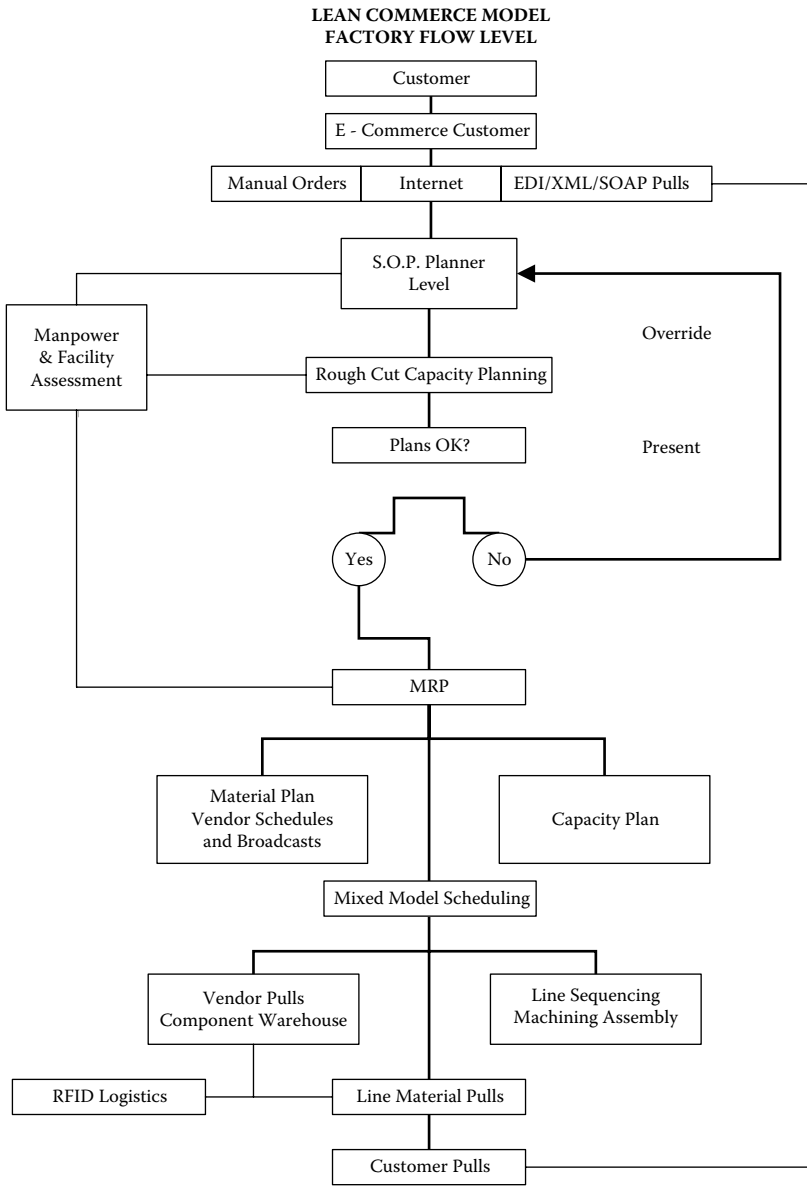 LEAN COMMERCE MODEL
FACTORY FLOW LEVEL
Customer
E - Commerce Customer
Manual Orders
Internet
EDI/XML/SOAP Pulls
S.O.P. Planner
Level
Manpower
& Facility
Assessment
Override
Rough Cut Capacity Planning
Plans OK?
Present
Yes
No
MRP
Material Plan
Vendor Schedules
and Broadcasts
Capacity Plan
Mixed Model Scheduling
Vendor Pulls
Component Warehouse
Line Sequencing
Machining Assembly
RFID Logistics
Line Material Pulls
Customer Pulls